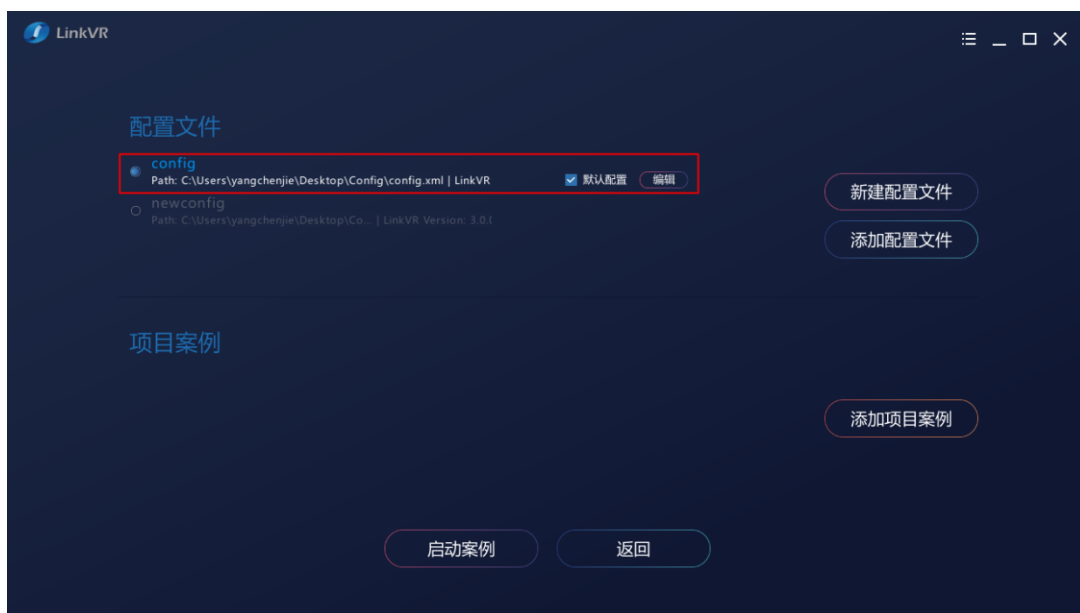 LinkVR
配置文件
config
Path: C:\Users\yangchenjie\Desktop\Config\config.xml | LinkVR
默认配置 编辑
新建配置文件
newconfig
Path: C:\Users\yangchenjie\Desktop\Co... | LinkVR Version: 3.0.(
添加配置文件
项目案例
添加项目案例
启动案例 返回